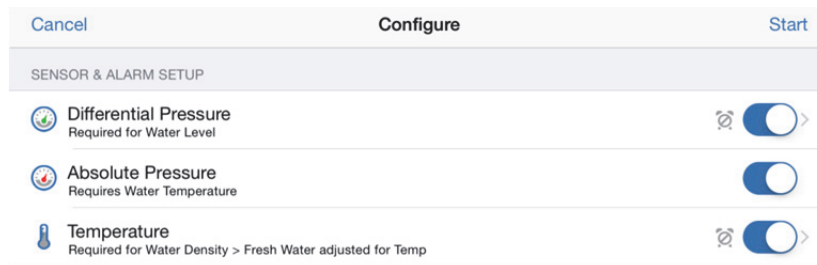 Cancel Configure Start
SENSOR & ALARM SETUP
Differential Pressure
Required for Water Level
Absolute Pressure
Requires Water Temperature
Temperature
Required for Water Density > Fresh Water adjusted for Temp